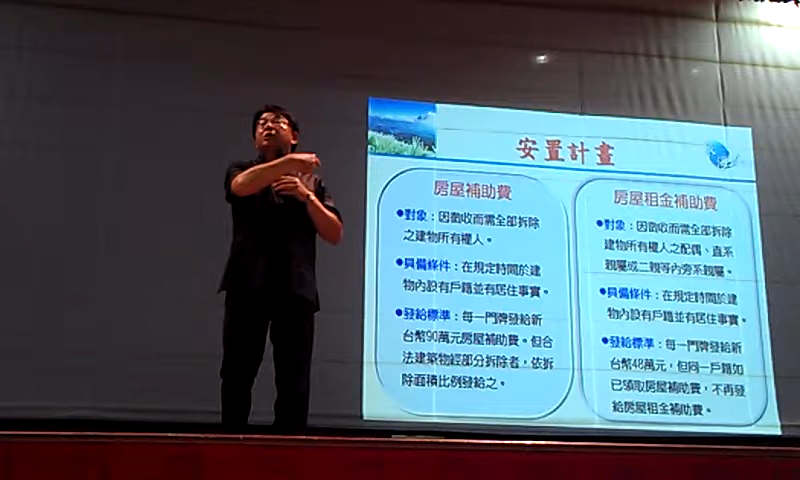 安置計畫
房屋補助費
●對象：因徵收而需全部拆除
之建物所有權人。
●具備條件：在規定時間於建
物內設有戶籍並有居住事實。
●發給標準：每一門牌發給新
台幣90萬元房屋補助費。但合
法建築物經部分拆除者，依拆
除面積比例發給之。
房屋租金補助費
●對象：因徵收而需全部拆除
建物所有權人之配偶、直系
親屬或二親等內旁系親屬。
●具備條件：在規定時間於建
物內設有戶籍並有居住事實。
●發給標準：每一門牌發給新
台幣48萬元，但同一戶籍如
已領取房屋補助費，不再發
給房屋租金補助費。